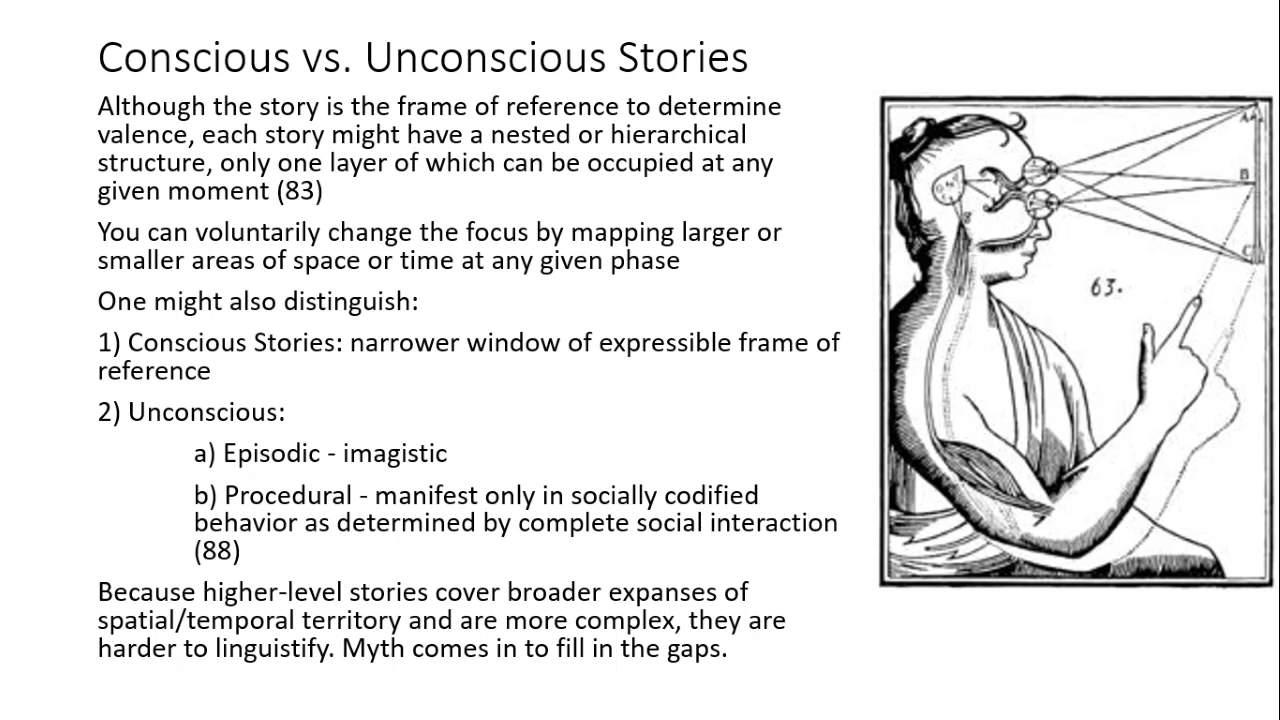 Conscious vs. Unconscious Stories
Although the story is the frame of reference to determine
valence, each story might have a nested or hierarchical
structure, only one layer of which can be occupied at any
given moment (83)
You can voluntarily change the focus by mapping larger or
smaller areas of space or time at any given phase
One might also distinguish:
1) Conscious Stories: narrower window of expressible frame of
reference
2) Unconscious:
a) Episodic - imagistic
b) Procedural - manifest only in socially codified
behavior as determined by complete social interaction
(88)
Because higher-level stories cover broader expanses of
spatial/temporal territory and are more complex, they are
harder to linguistify. Myth comes in to fill in the gaps.
A
B
C
63.